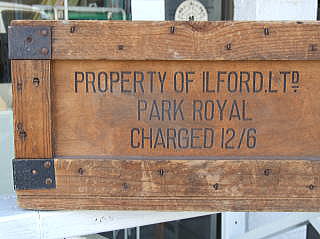 PROPERTY OF ILFORD.LTD
PARK ROYAL
CHARGED 12/6